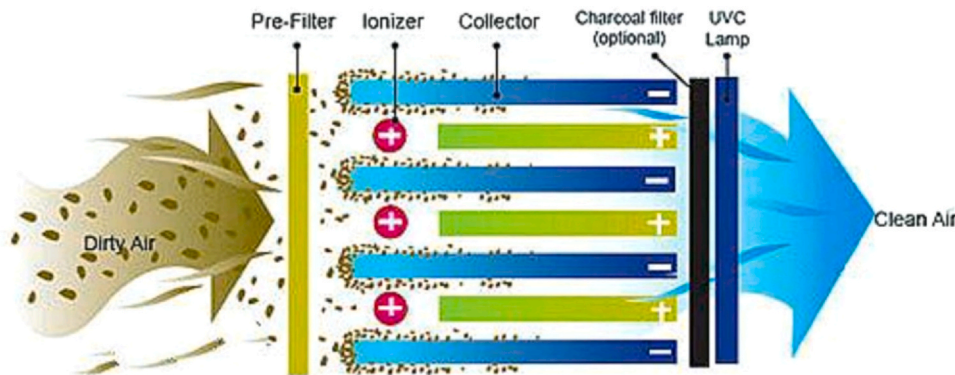 Pre-Filter
Ionizer
Collector
Charcoal filter
(optional)
UVC
Lamp
Dirty Air
Clean Air
−
+
−
+
−
+
−
+
+
+